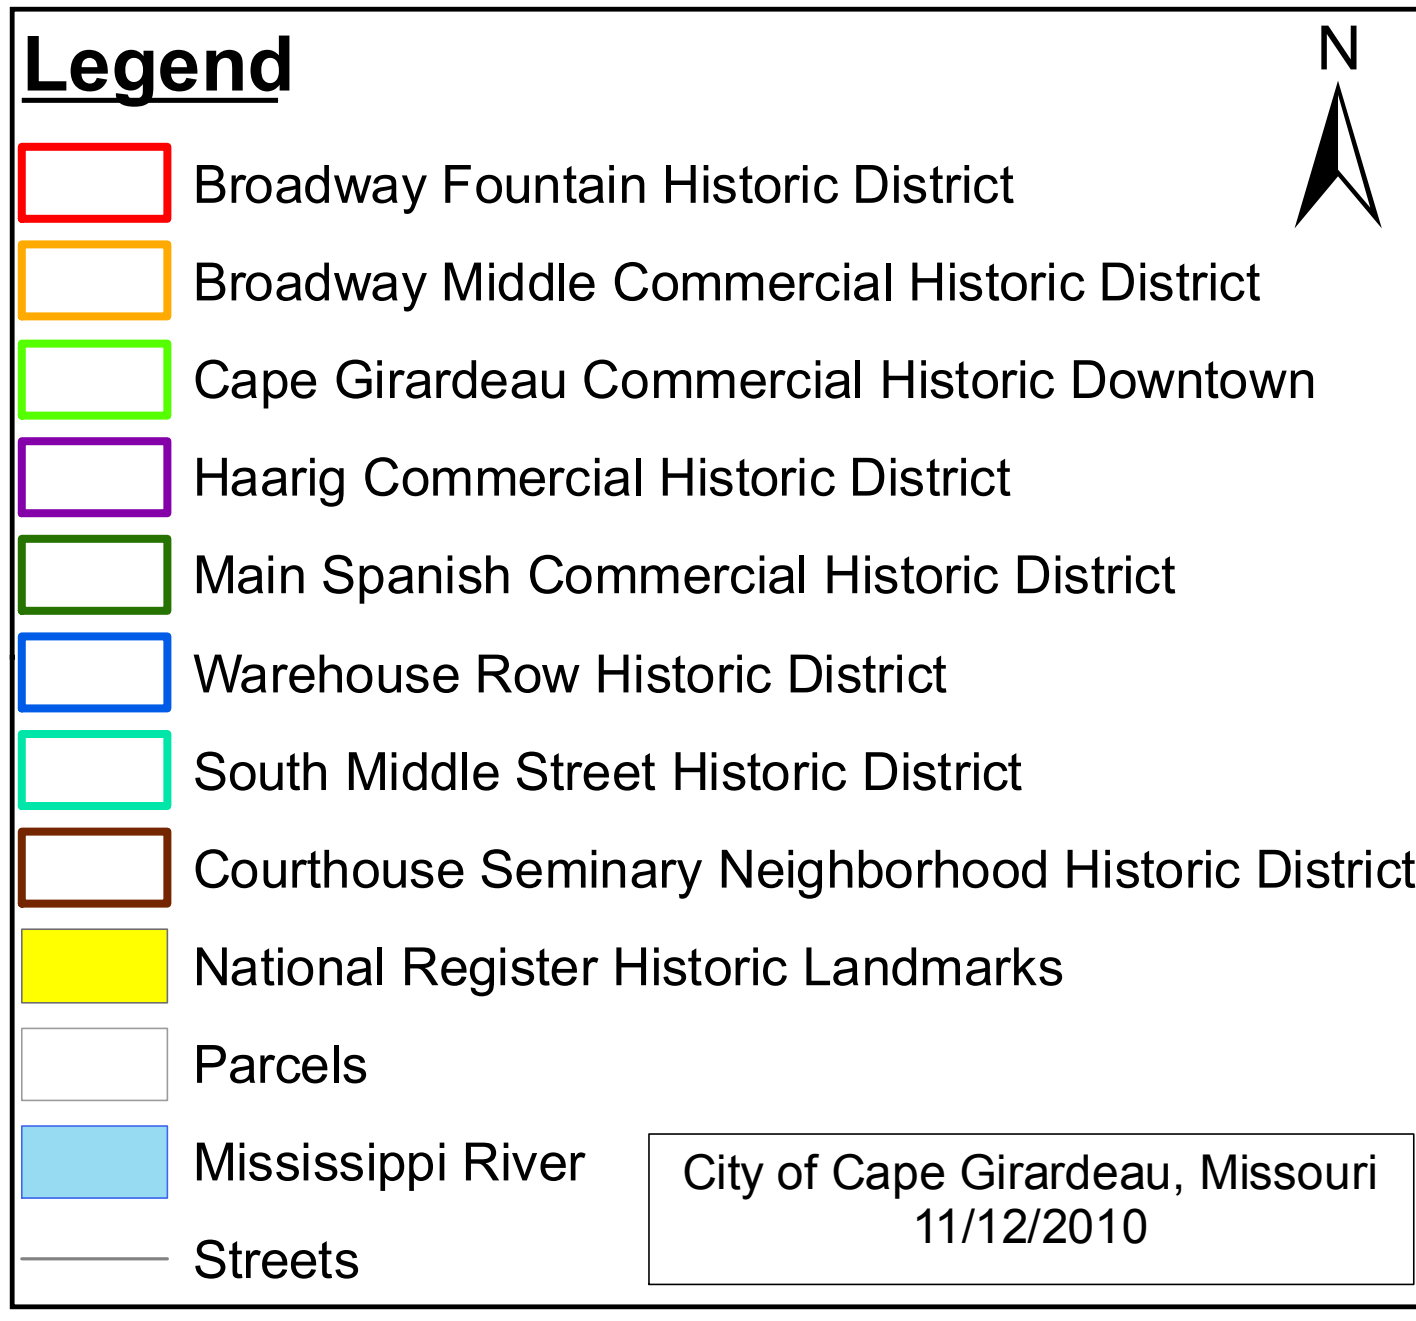 Legend
N
Broadway Fountain Historic District
Broadway Middle Commercial Historic District
Cape Girardeau Commercial Historic Downtown
Haarig Commercial Historic District
Main Spanish Commercial Historic District
Warehouse Row Historic District
South Middle Street Historic District
Courthouse Seminary Neighborhood Historic District
National Register Historic Landmarks
Parcels
Mississippi River
Streets
City of Cape Girardeau, Missouri
11/12/2010